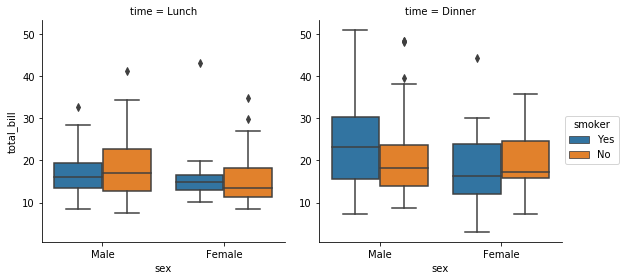 time = Lunch
time = Dinner
total_bill
50
40
30
20
10
50
40
30
20
10
Male
Female
Male
Female
sex
sex
smoker
Yes
No